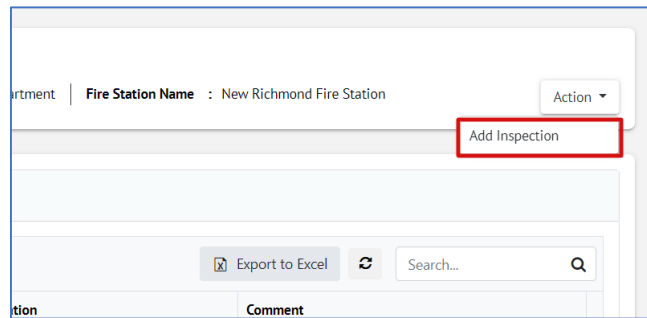 artment | Fire Station Name : New Richmond Fire Station Action
Add Inspection
Export to Excel Search...
tion Comment